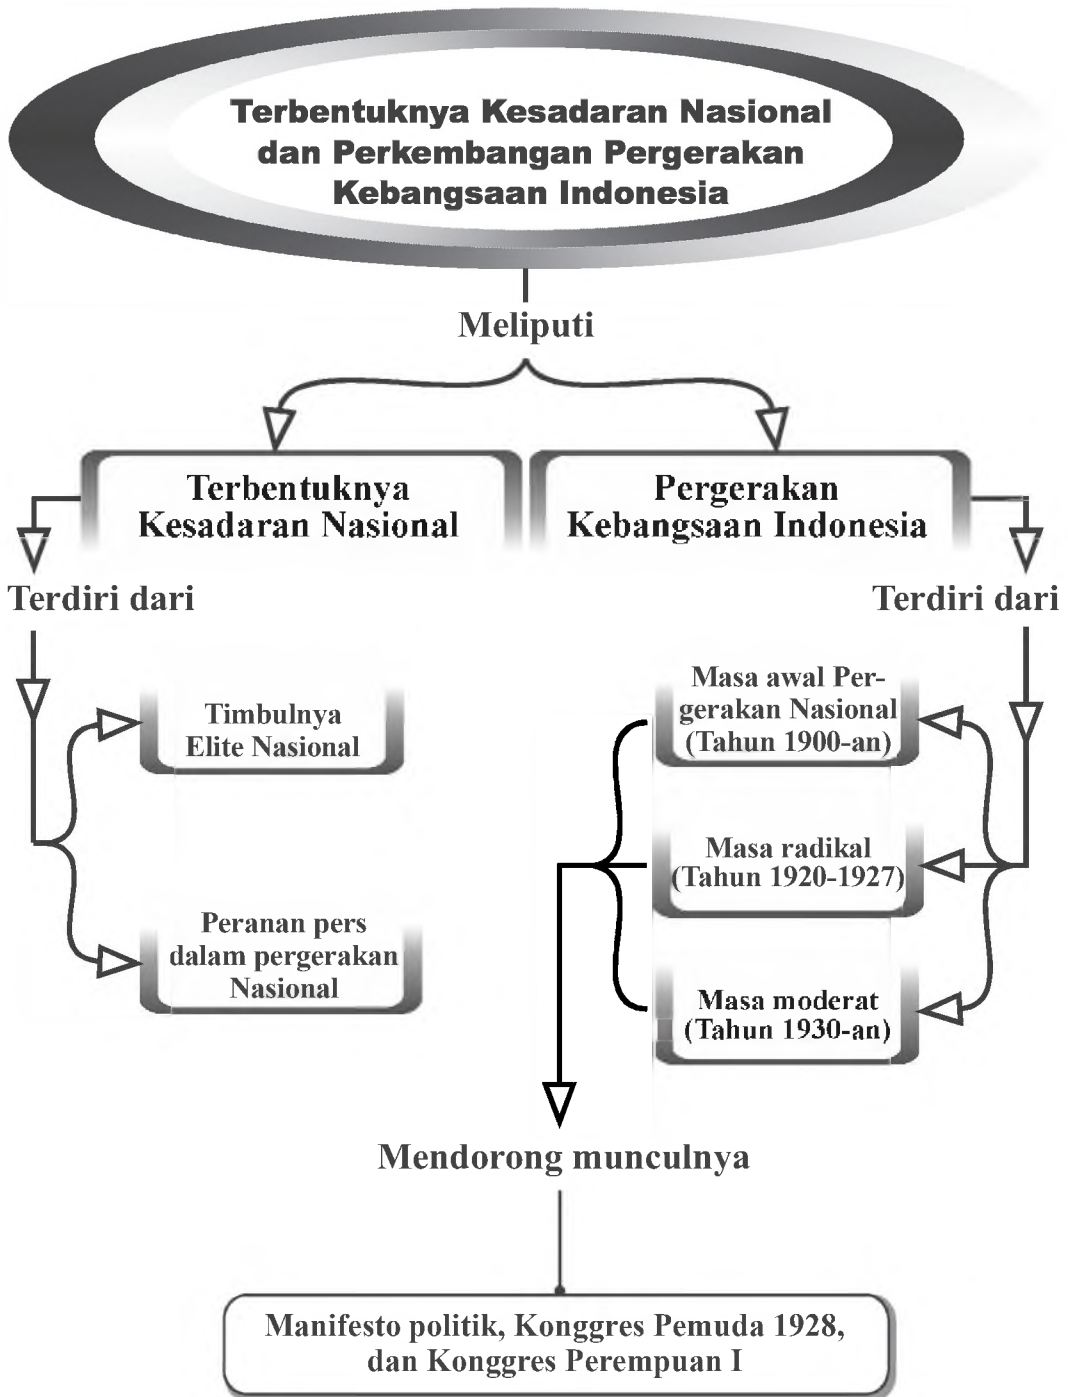 Terbentuknya Kesadaran Nasional
dan Perkembangan Pergerakan
Kebangsaan Indonesia
Meliputi
Terbentuknya
Kesadaran Nasional
Pergerakan
Kebangsaan Indonesia
Terdiri dari
Terdiri dari
Timbulnya
Elite Nasional
Peranan pers
dalam pergerakan
Nasional
Masa awal Per-
gerakan Nasional
(Tahun 1900-an)
Masa radikal
(Tahun 1920-1927)
Masa moderat
(Tahun 1930-an)
Mendorong munculnya
Manifesto politik, Konggres Pemuda 1928,
dan Konggres Perempuan I